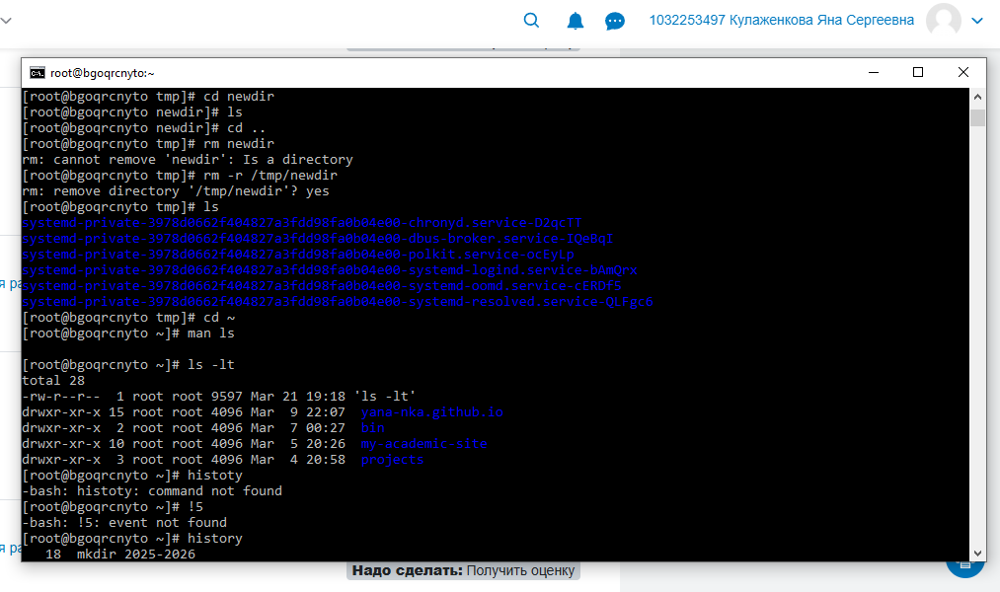 1032253497 Кулаженкова Яна Сергеевна
root@bgoqrcnyto:~
[root@bgoqrcnyto tmp]# cd newdir
[root@bgoqrcnyto newdir]# ls
[root@bgoqrcnyto newdir]# cd ..
[root@bgoqrcnyto tmp]# rm newdir
rm: cannot remove 'newdir': Is a directory
[root@bgoqrcnyto tmp]# rm -r /tmp/newdir
rm: remove directory '/tmp/newdir'? yes
[root@bgoqrcnyto tmp]# ls
systemd-private-3978d0662f404827a3fdd98fa0b04e00-chronyd.service-D2qcTT
systemd-private-3978d0662f404827a3fdd98fa0b04e00-dbus-broker.service-IQeBqI
systemd-private-3978d0662f404827a3fdd98fa0b04e00-polkit.service-ocEyLp
systemd-private-3978d0662f404827a3fdd98fa0b04e00-systemd-logind.service-bAmQrx
systemd-private-3978d0662f404827a3fdd98fa0b04e00-systemd-oomd.service-cERDf5
systemd-private-3978d0662f404827a3fdd98fa0b04e00-systemd-resolved.service-QLFgc6
[root@bgoqrcnyto tmp]# cd ~
[root@bgoqrcnyto ~]# man ls
[root@bgoqrcnyto ~]# ls -lt
total 28
-rw-r--r--  1 root root 9597 Mar 21 19:18 'ls -lt'
drwxr-xr-x 15 root root 4096 Mar  9 22:07  yana-nka.github.io
drwxr-xr-x  2 root root 4096 Mar  7 00:27  bin
drwxr-xr-x 10 root root 4096 Mar  5 20:26  my-academic-site
drwxr-xr-x  3 root root 4096 Mar  4 20:58  projects
[root@bgoqrcnyto ~]# histoty
-bash: histoty: command not found
[root@bgoqrcnyto ~]# !5
-bash: !5: event not found
[root@bgoqrcnyto ~]# history
18  mkdir 2025-2026
Надо сделать: Получить оценку